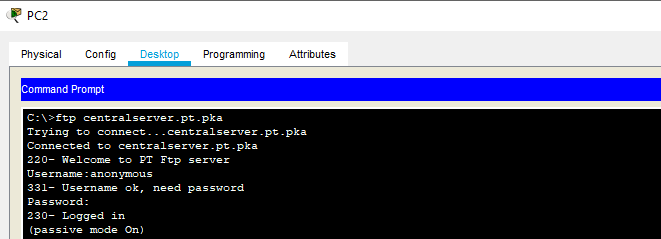 PC2
Physical Config Desktop Programming Attributes
Command Prompt
C:\>ftp centralserver.pt.pka
Trying to connect...centralserver.pt.pka
Connected to centralserver.pt.pka
220- Welcome to PT Ftp server
Username:anonymous
331- Username ok, need password
Password:
230- Logged in
(passive mode On)